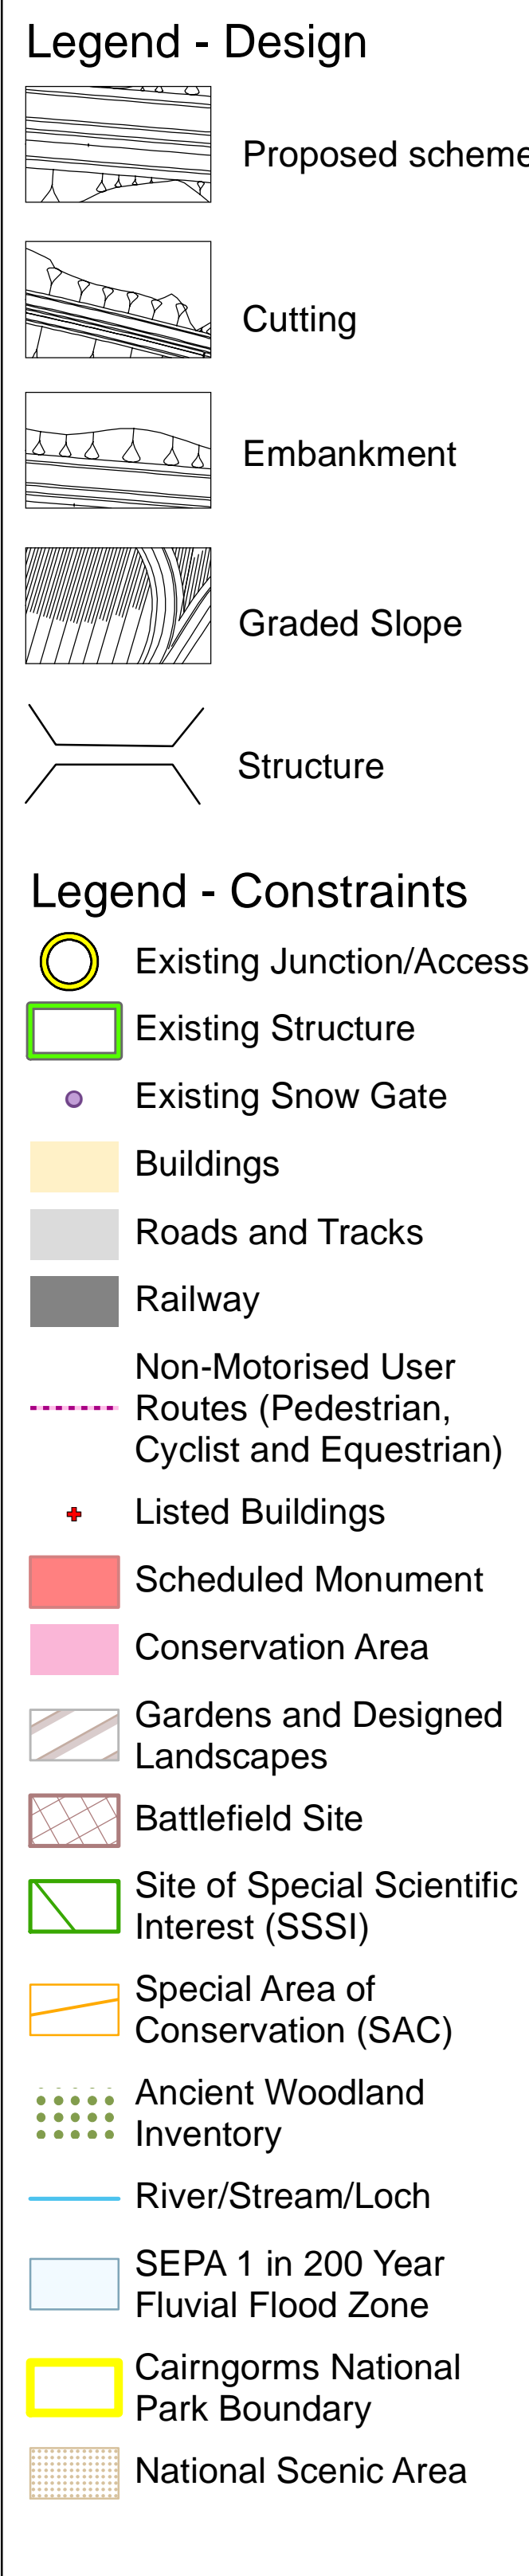 Legend - Design
Proposed scheme
Cutting
Embankment
Graded Slope
Structure
Legend - Constraints
Existing Junction/Access
Existing Structure
Existing Snow Gate
Buildings
Roads and Tracks
Railway
Non-Motorised User
Routes (Pedestrian,
Cyclist and Equestrian)
Listed Buildings
Scheduled Monument
Conservation Area
Gardens and Designed
Landscapes
Battlefield Site
Site of Special Scientific
Interest (SSSI)
Special Area of
Conservation (SAC)
Ancient Woodland
Inventory
River/Stream/Loch
SEPA 1 in 200 Year
Fluvial Flood Zone
Cairngorms National
Park Boundary
National Scenic Area